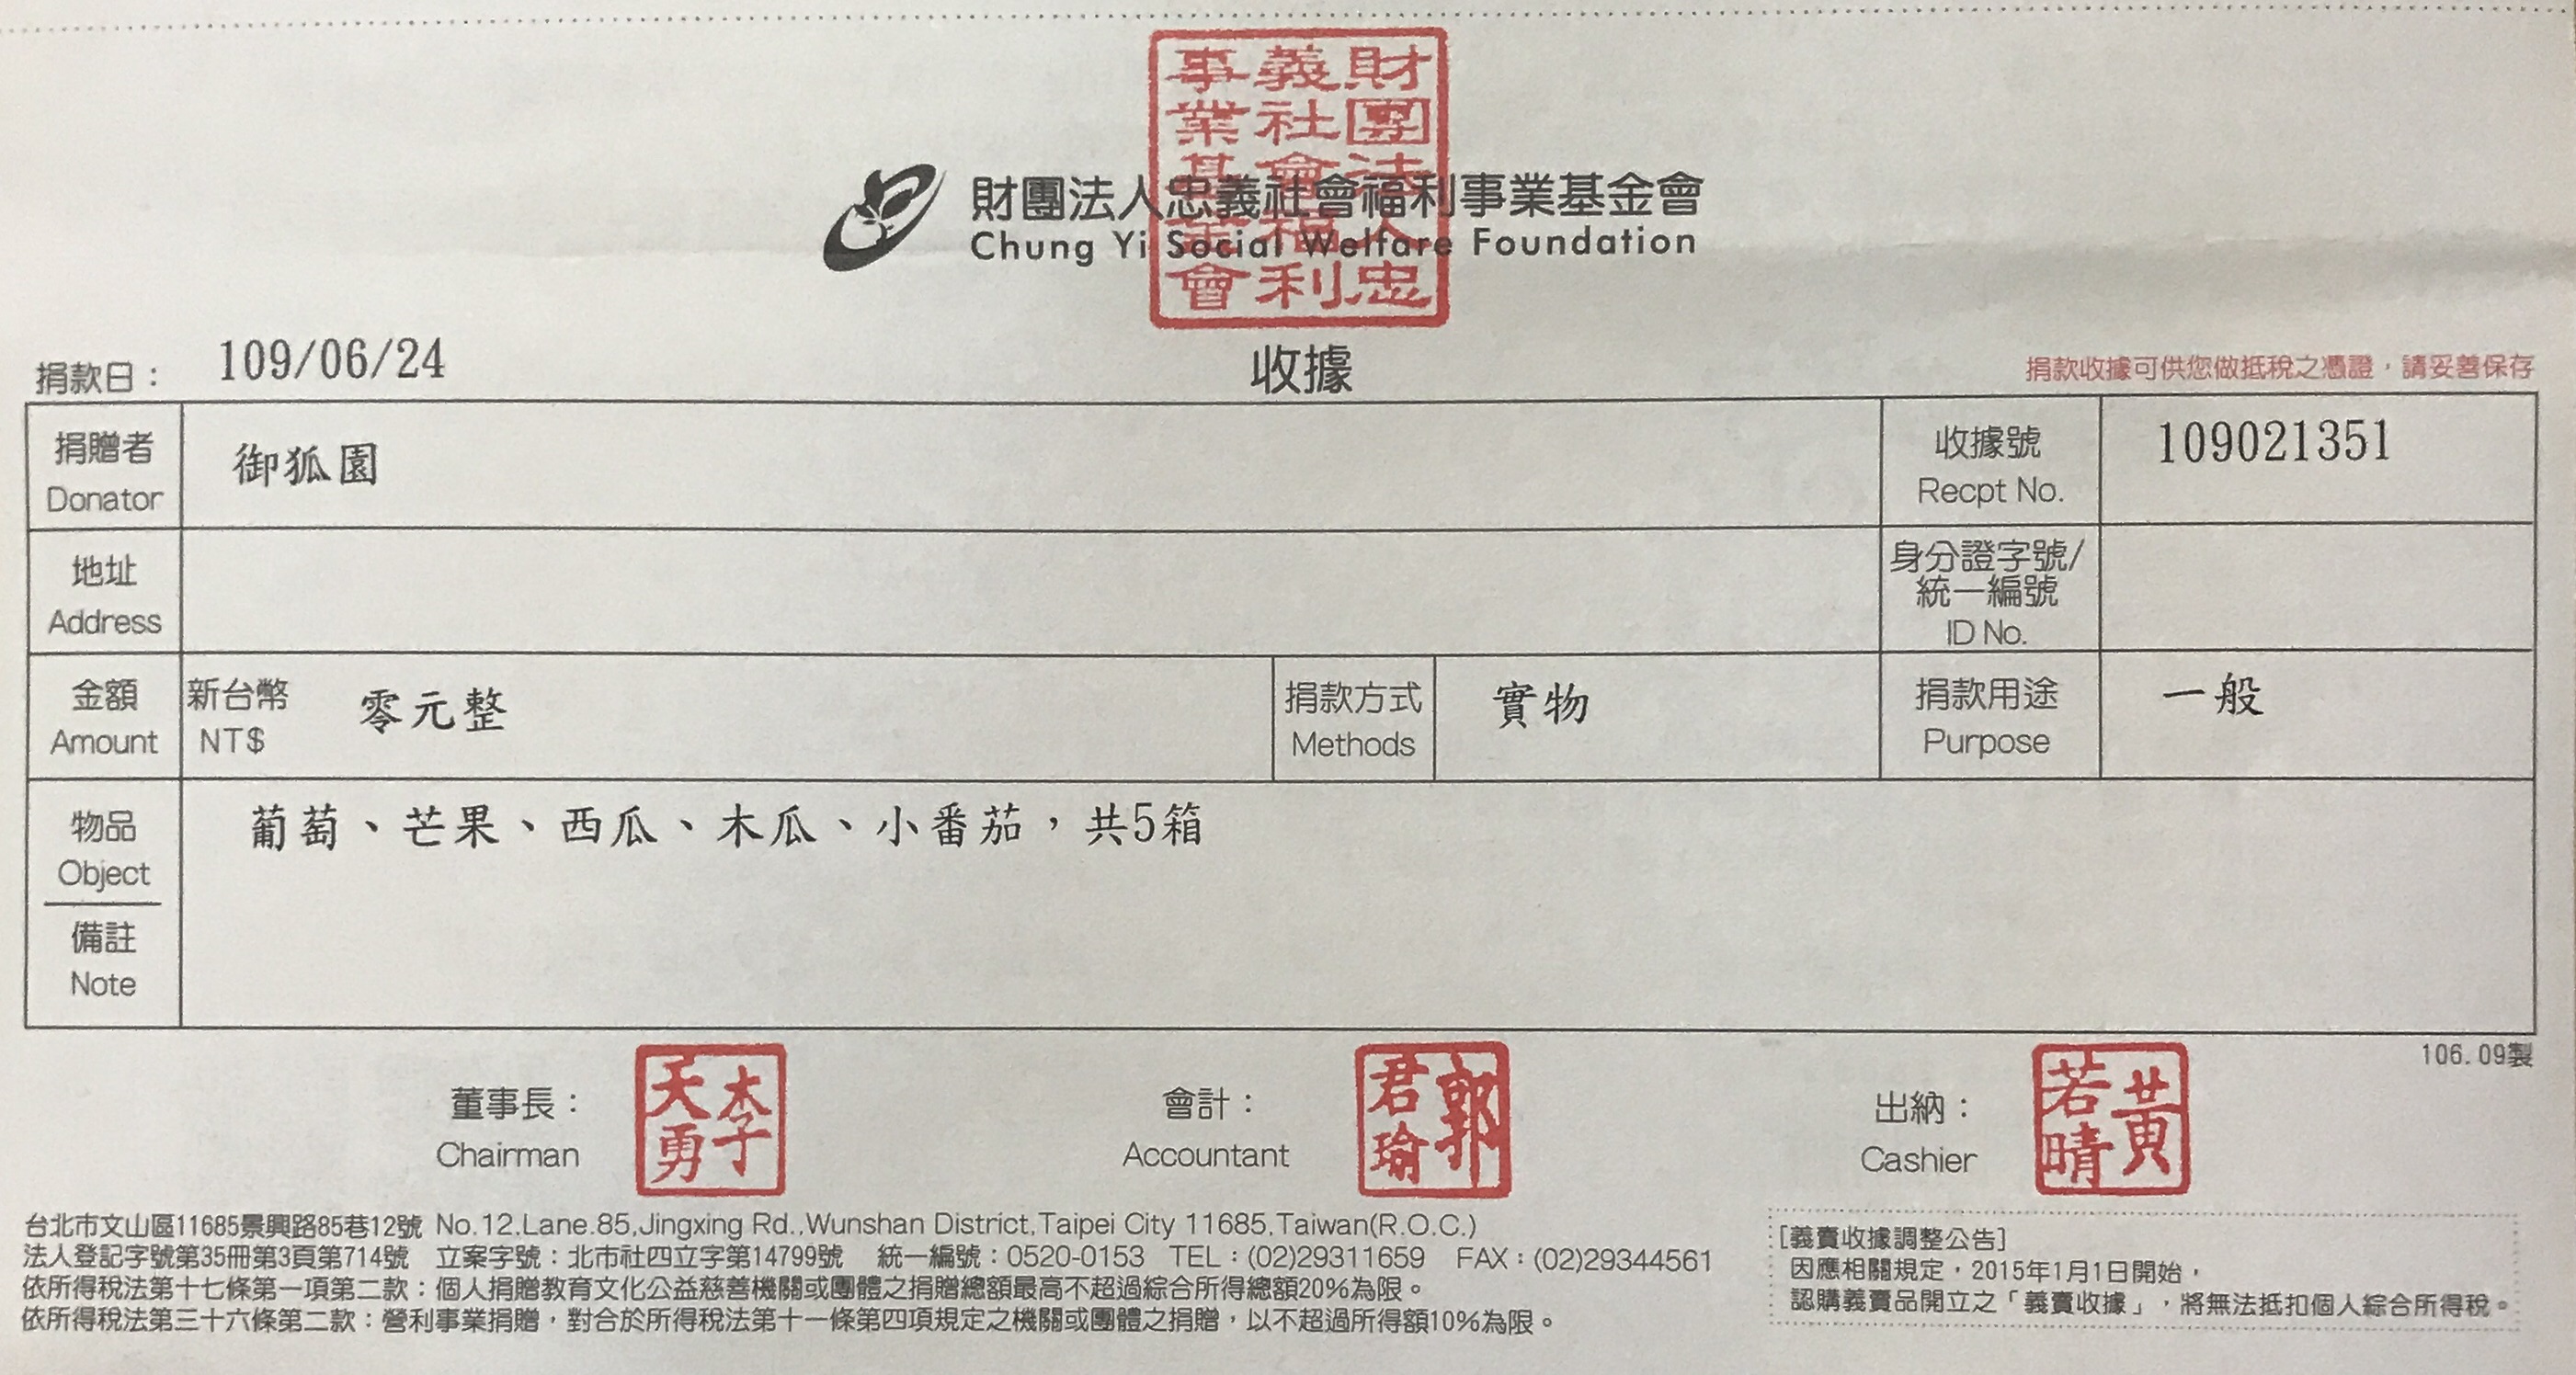 財團法人忠義社會福利事業基金會
財團法人忠義社會福利事業基金會
Chung Yi Social Welfare Foundation
收據
捐款日： 109/06/24
捐款收據可供您做抵稅之憑證，請妥善保存
捐贈者 御狐園 收據號 109021351
Donator Recpt No.
地址 身分證字號/
統一編號
Address ID No.
金額 新台幣 零元整 捐款方式 實物 捐款用途 一般
Amount NT$ Methods Purpose
物品 葡萄、芒果、西瓜、木瓜、小番茄，共5箱
Object
備註
Note
106.09製
董事長： 李天勇 會計： 郭君瑜 出納： 黃若晴
Chairman Accountant Cashier
台北市文山區11685景興路85巷12號 No.12.Lane.85,Jingxing Rd.,Wunshan District,Taipei City 11685,Taiwan(R.O.C.)
法人登記字號第35冊第3頁第714號 立案字號：北市社四立字第14799號 統一編號：0520-0153 TEL：(02)29311659 FAX：(02)29344561
依所得稅法第十七條第一項第二款：個人捐贈教育文化公益慈善機關或團體之捐贈總額最高不超過綜合所得總額20%為限。
依所得稅法第三十六條第二款：營利事業捐贈，對合於所得稅法第十一條第四項規定之機關或團體之捐贈，以不超過所得額10%為限。
[義賣收據調整公告]
因應相關規定，2015年1月1日開始，
認購義賣品開立之「義賣收據」，將無法抵扣個人綜合所得稅。